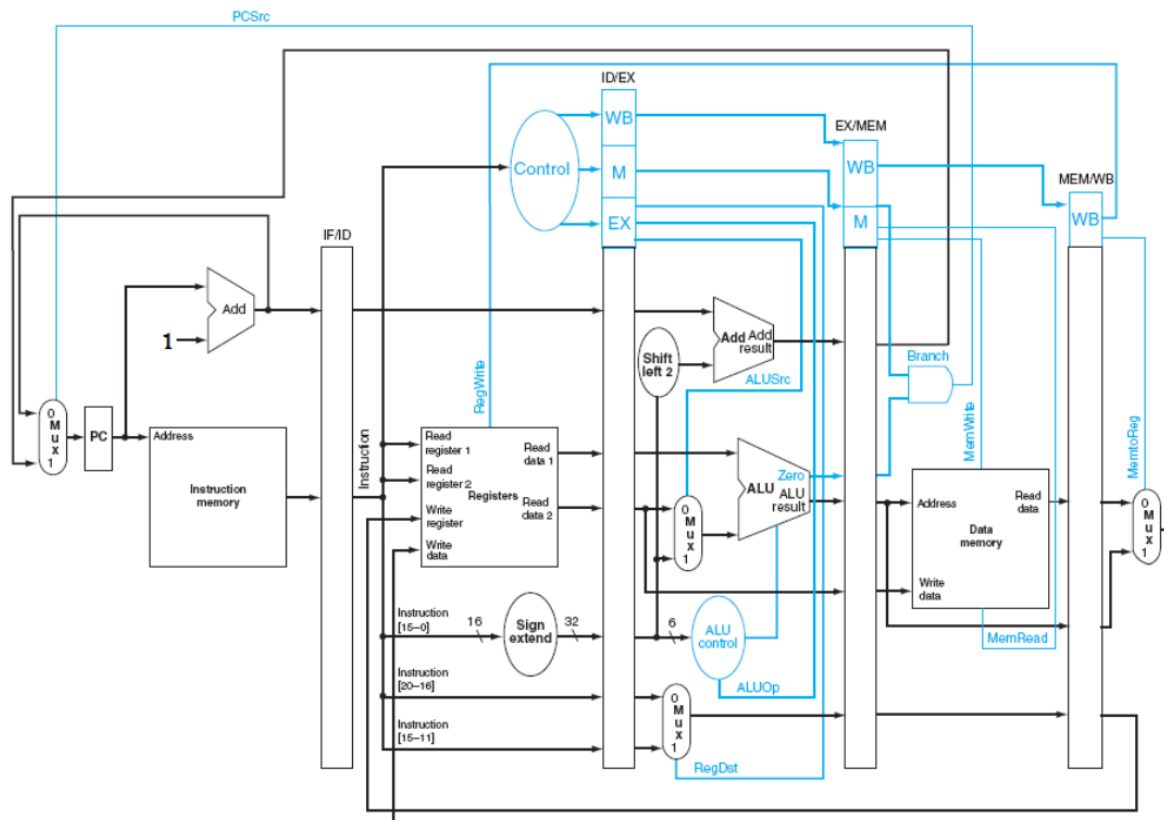 PCSrc
ID/EX
WB
EX/MEM
Control
M
WB
MEM/WB
EX
M
WB
IF/ID
Add
1
Add Add
result
Shift
left 2
ALUSrc
Branch
RegWrite
MemWrite
MemtoReg
0
M
u
x
1
PC
Address
Instruction
memory
Instruction
Read
register 1
Read
register 2
Write
register
Write
data
Registers
Read
data 1
Read
data 2
0
M
u
x
1
Zero
ALU
ALU
result
Address
Read
data
Data
memory
Write
data
MemRead
0
M
u
x
1
Instruction
[15–0]
16
Sign
extend
32
6
ALU
control
ALUOp
Instruction
[20–16]
Instruction
[15–11]
0
M
u
x
1
RegDst